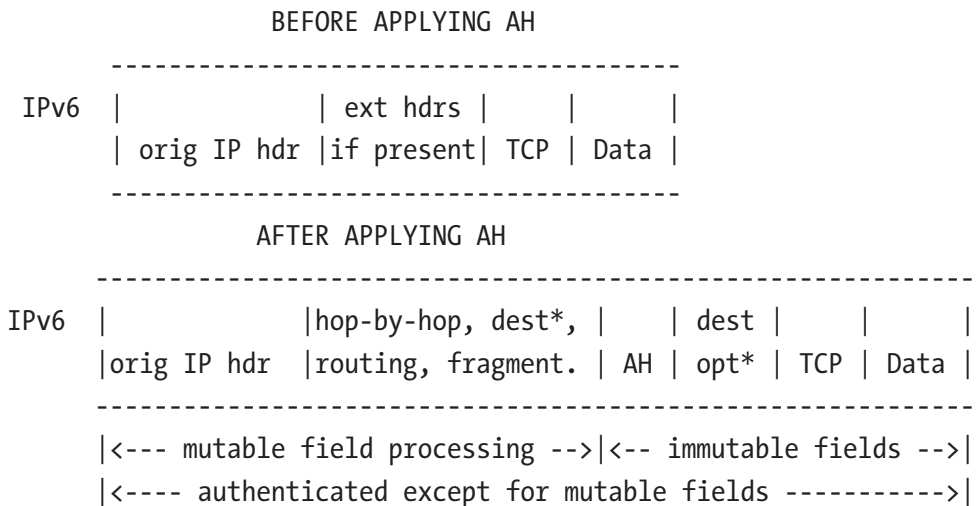 BEFORE APPLYING AH
---------------------------------------
IPv6 | | ext hdrs | | |
| orig IP hdr |if present| TCP | Data |
---------------------------------------
AFTER APPLYING AH
------------------------------------------------------------
IPv6 | |hop-by-hop, dest*, | | dest | | |
|orig IP hdr |routing, fragment. | AH | opt* | TCP | Data |
------------------------------------------------------------
|<--- mutable field processing -->|<-- immutable fields -->|
|<---- authenticated except for mutable fields ----------->|